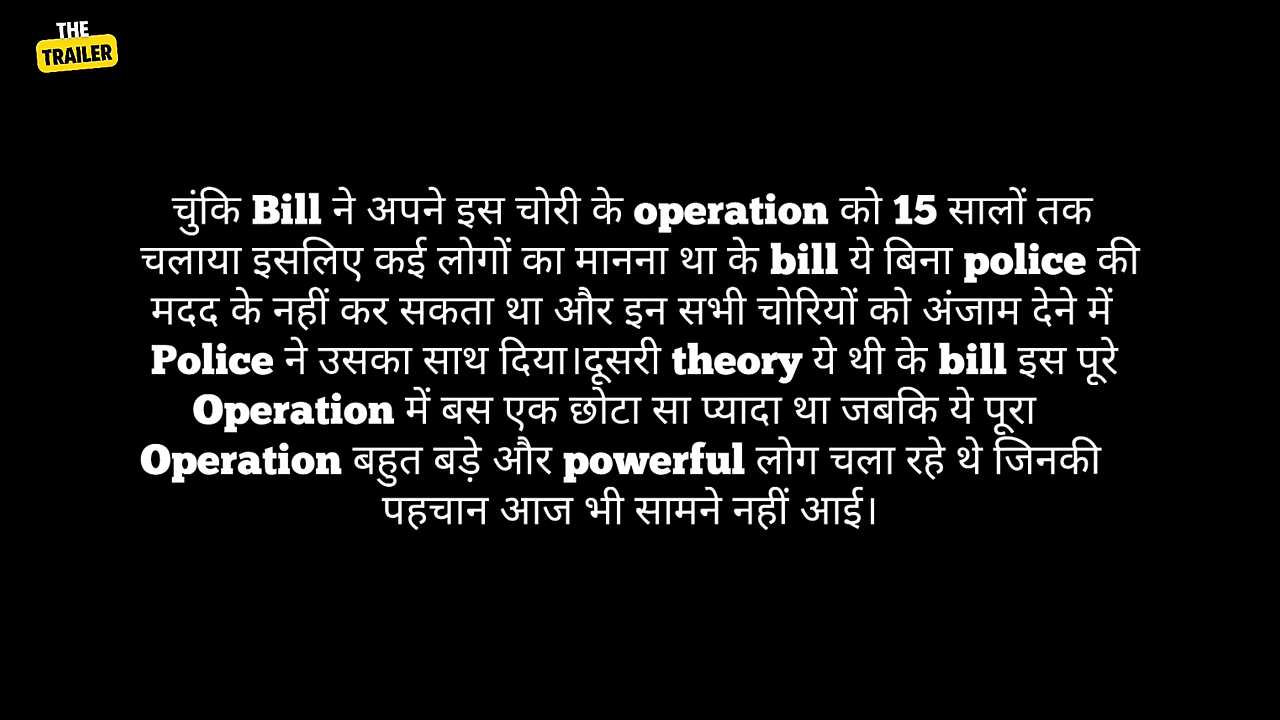 THE
TRAILER
चुंकि Bill ने अपने इस चोरी के operation को 15 सालों तक
चलाया इसलिए कई लोगों का मानना था के bill ये बिना police की
मदद के नहीं कर सकता था और इन सभी चोरियों को अंजाम देने में
Police ने उसका साथ दिया।दूसरी theory ये थी के bill इस पूरे
Operation में बस एक छोटा सा प्यादा था जबकि ये पूरा
Operation बहुत बड़े और powerful लोग चला रहे थे जिनकी
पहचान आज भी सामने नहीं आई।